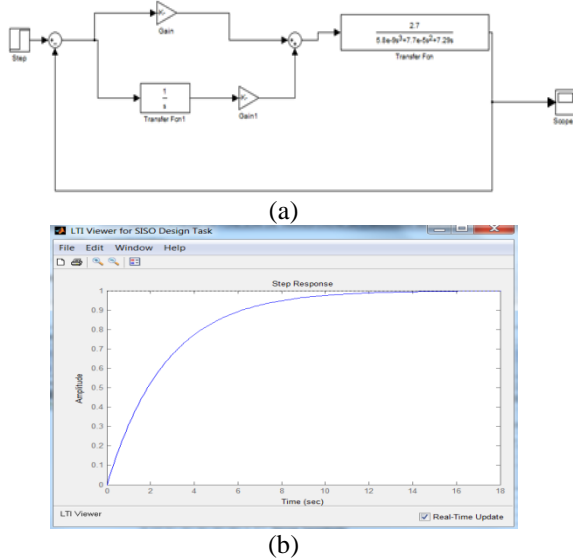 Step
Gain
1
s
Transfer Fcn1
Gain1
2.7
5.8e-9s³+7.7e-5s²+7.29s
Transfer Fcn
Scope
(a)
LTI Viewer for SISO Design Task
File Edit Window Help
Step Response
Amplitude
1
0.9
0.8
0.7
0.6
0.5
0.4
0.3
0.2
0.1
0
0 2 4 6 8 10 12 14 16 18
Time (sec)
LTI Viewer
Real-Time Update
(b)